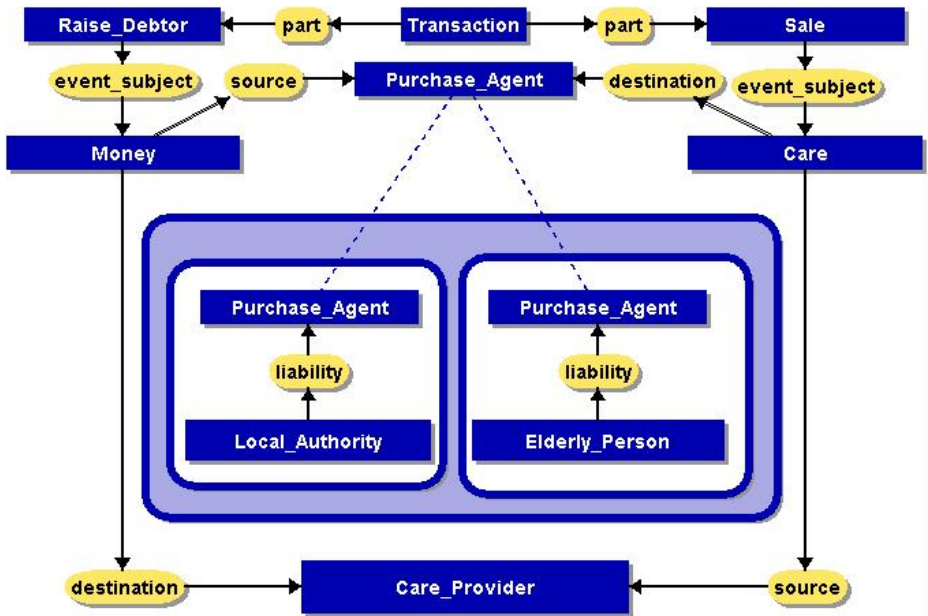 Raise_Debtor
part
Transaction
part
Sale
event_subject
source
Purchase_Agent
destination
event_subject
Money
Care
Purchase_Agent
Purchase_Agent
liability
liability
Local_Authority
Elderly_Person
destination
Care_Provider
source